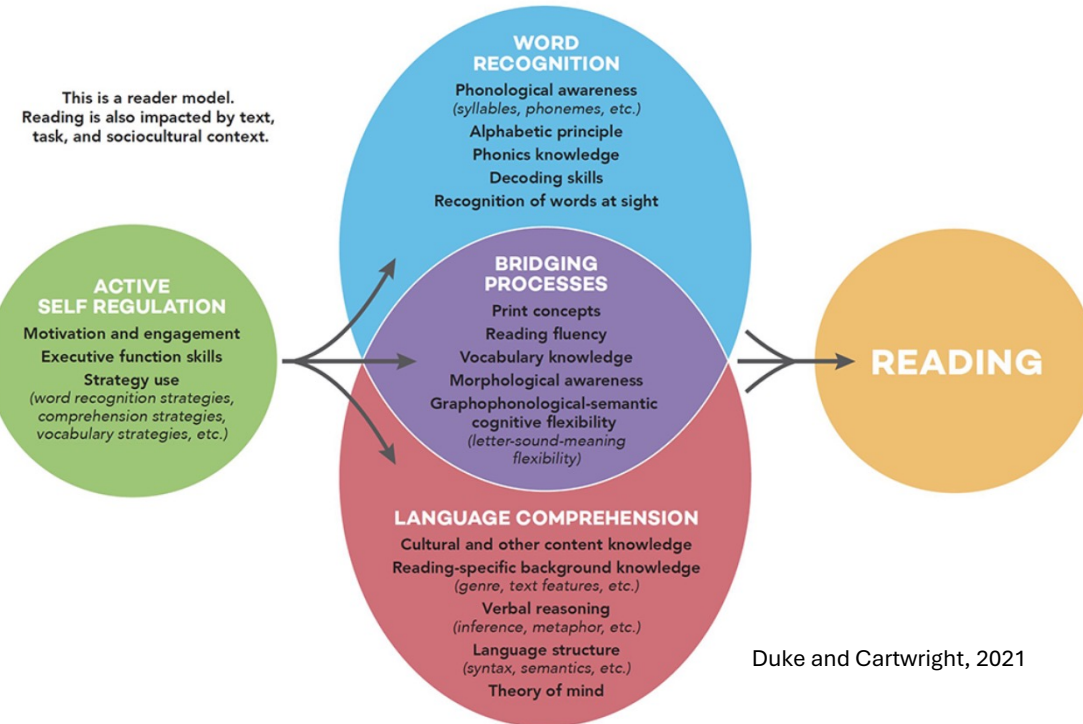 This is a reader model.
Reading is also impacted by text,
task, and sociocultural context.
ACTIVE
SELF REGULATION
Motivation and engagement
Executive function skills
Strategy use
(word recognition strategies,
comprehension strategies,
vocabulary strategies, etc.)
WORD
RECOGNITION
Phonological awareness
(syllables, phonemes, etc.)
Alphabetic principle
Phonics knowledge
Decoding skills
Recognition of words at sight
BRIDGING
PROCESSES
Print concepts
Reading fluency
Vocabulary knowledge
Morphological awareness
Graphophonological-semantic
cognitive flexibility
(letter-sound-meaning
flexibility)
LANGUAGE COMPREHENSION
Cultural and other content knowledge
Reading-specific background knowledge
(genre, text features, etc.)
Verbal reasoning
(inference, metaphor, etc.)
Language structure
(syntax, semantics, etc.)
Theory of mind
READING
Duke and Cartwright, 2021